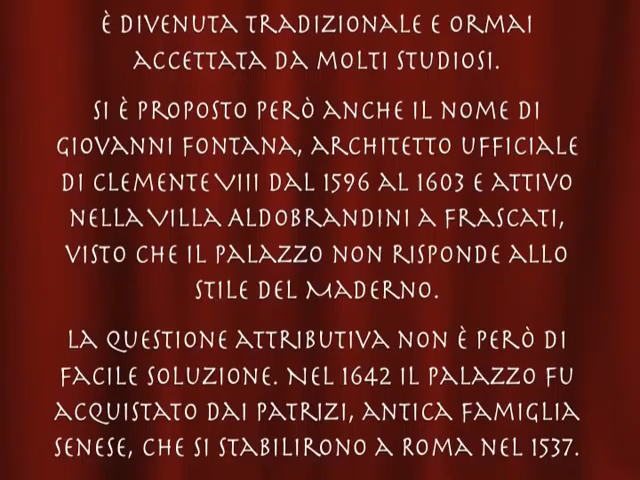 È DIVENUTA TRADIZIONALE E ORMAI
ACCETTATA DA MOLTI STUDIOSI.
SI È PROPOSTO PERÒ ANCHE IL NOME DI
GIOVANNI FONTANA, ARCHITETTO UFFICIALE
DI CLEMENTE VIII DAL 1596 AL 1603 E ATTIVO
NELLA VILLA ALDOBRANDINI A FRASCATI,
VISTO CHE IL PALAZZO NON RISPONDE ALLO
STILE DEL MADERNO.
LA QUESTIONE ATTRIBUTIVA NON È PERÒ DI
FACILE SOLUZIONE. NEL 1642 IL PALAZZO FU
ACQUISTATO DAI PATRIZI, ANTICA FAMIGLIA
SENESE, CHE SI STABILIRONO A ROMA NEL 1537.